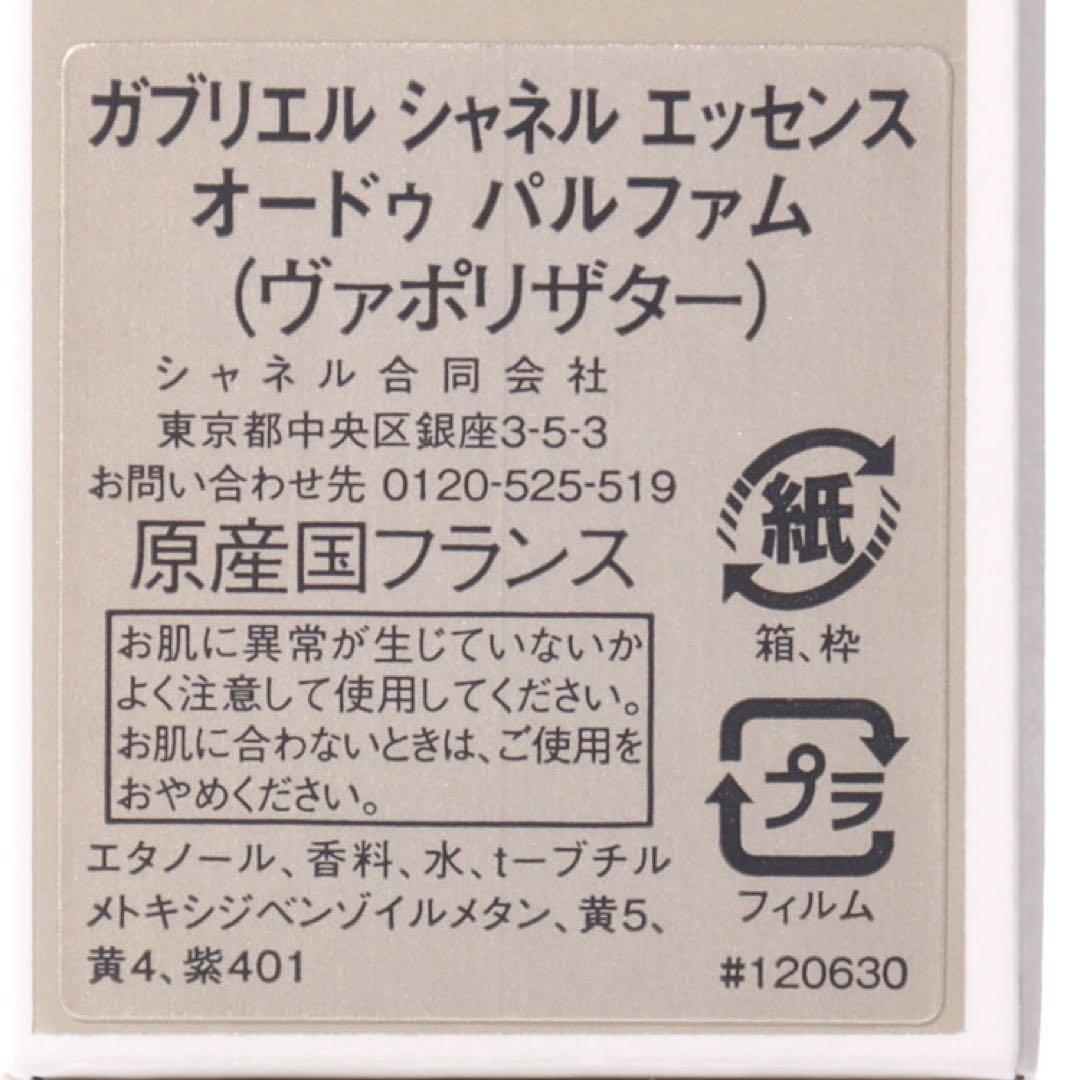 ガブリエル シャネル エッセンス
オードゥ パルファム
(ヴァポリザター)
シャネル合同会社
東京都中央区銀座3-5-3
お問い合わせ先 0120-525-519
原産国フランス
お肌に異常が生じていないか
よく注意して使用してください。
お肌に合わないときは、ご使用を
おやめください。
エタノール、香料、水、t-ブチル
メトキシジベンゾイルメタン、黄5、
黄4、紫401
紙
箱、枠
プラ
フィルム
#120630